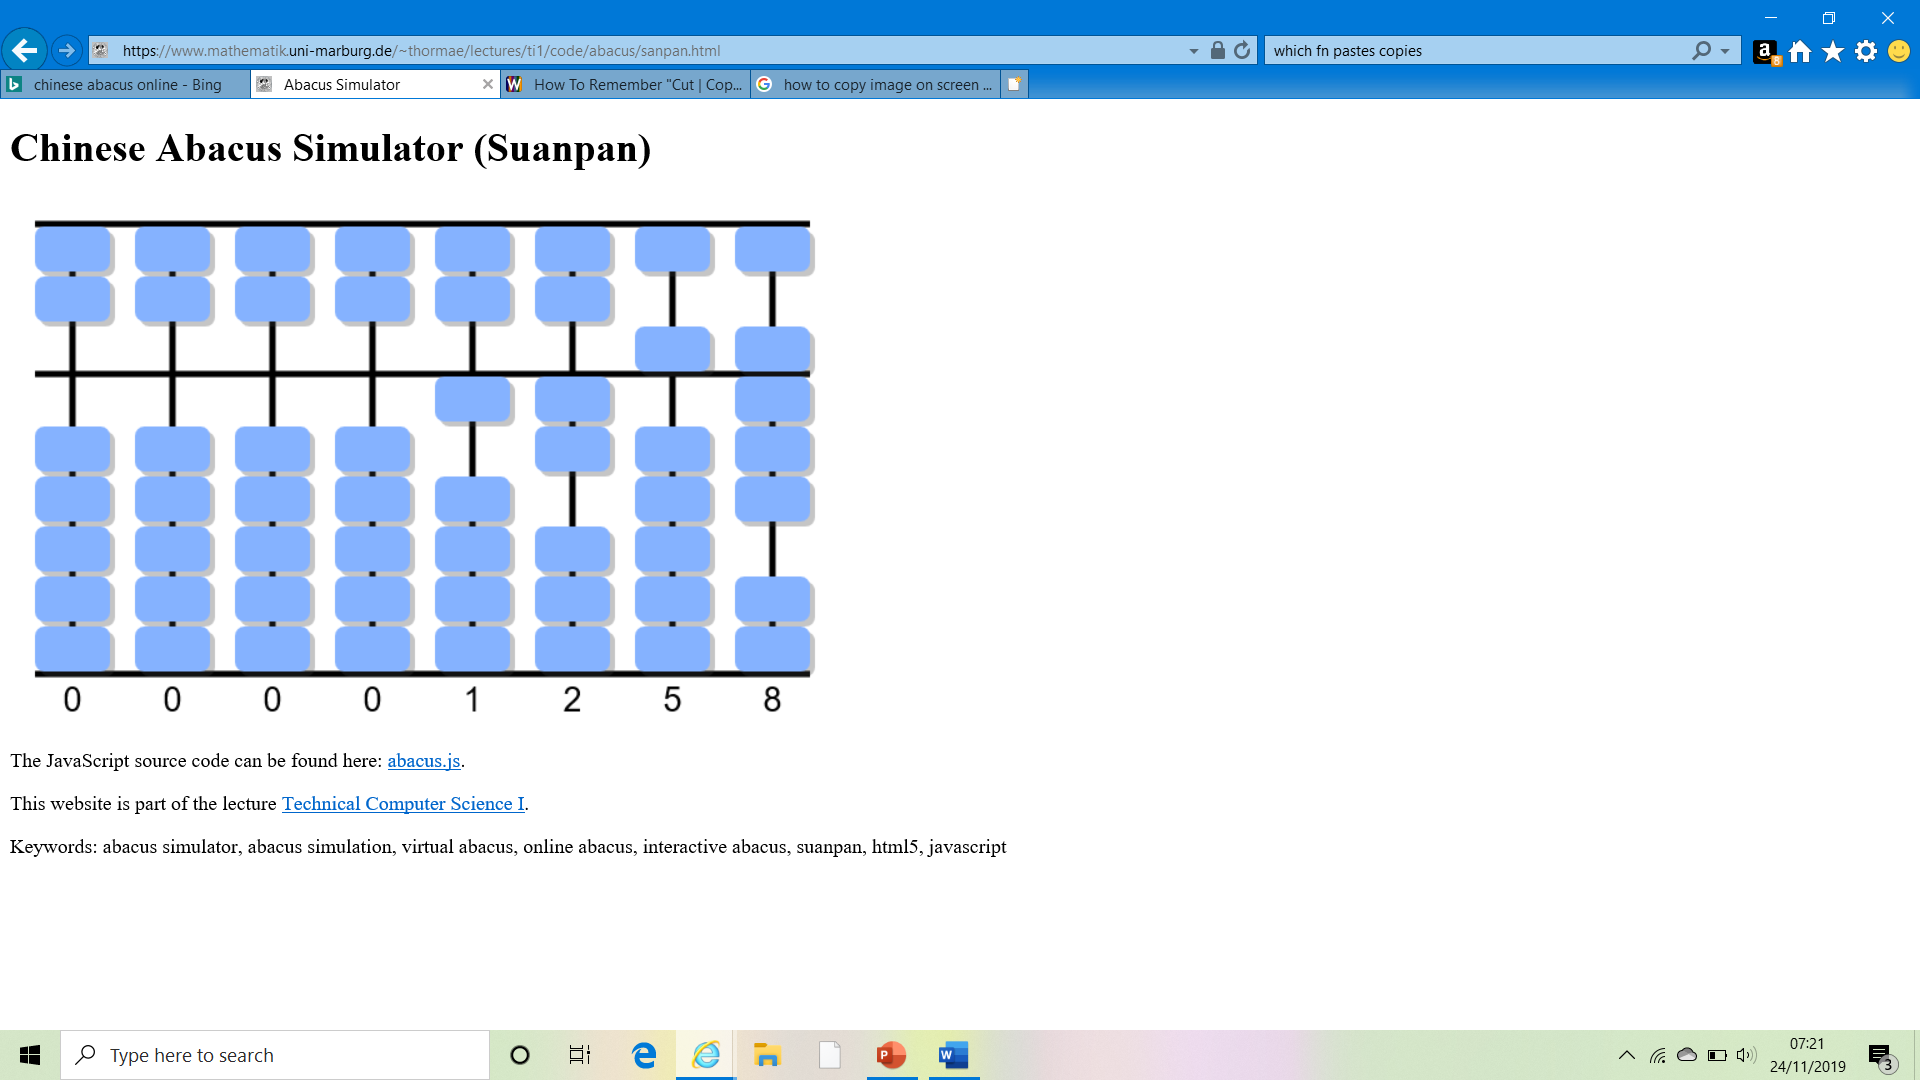 https://www.mathematik.uni-marburg.de/~thormae/lectures/ti1/code/abacus/sanpan.html
which fn pastes copies
a
8
chinese abacus online - Bing
Abacus Simulator
W
How To Remember "Cut | Cop...
G
how to copy image on screen ...
Chinese Abacus Simulator (Suanpan)
0 0 0 0 1 2 5 8
The JavaScript source code can be found here: abacus.js.
This website is part of the lecture Technical Computer Science I.
Keywords: abacus simulator, abacus simulation, virtual abacus, online abacus, interactive abacus, suanpan, html5, javascript
Type here to search
P
W
07:21
24/11/2019
3